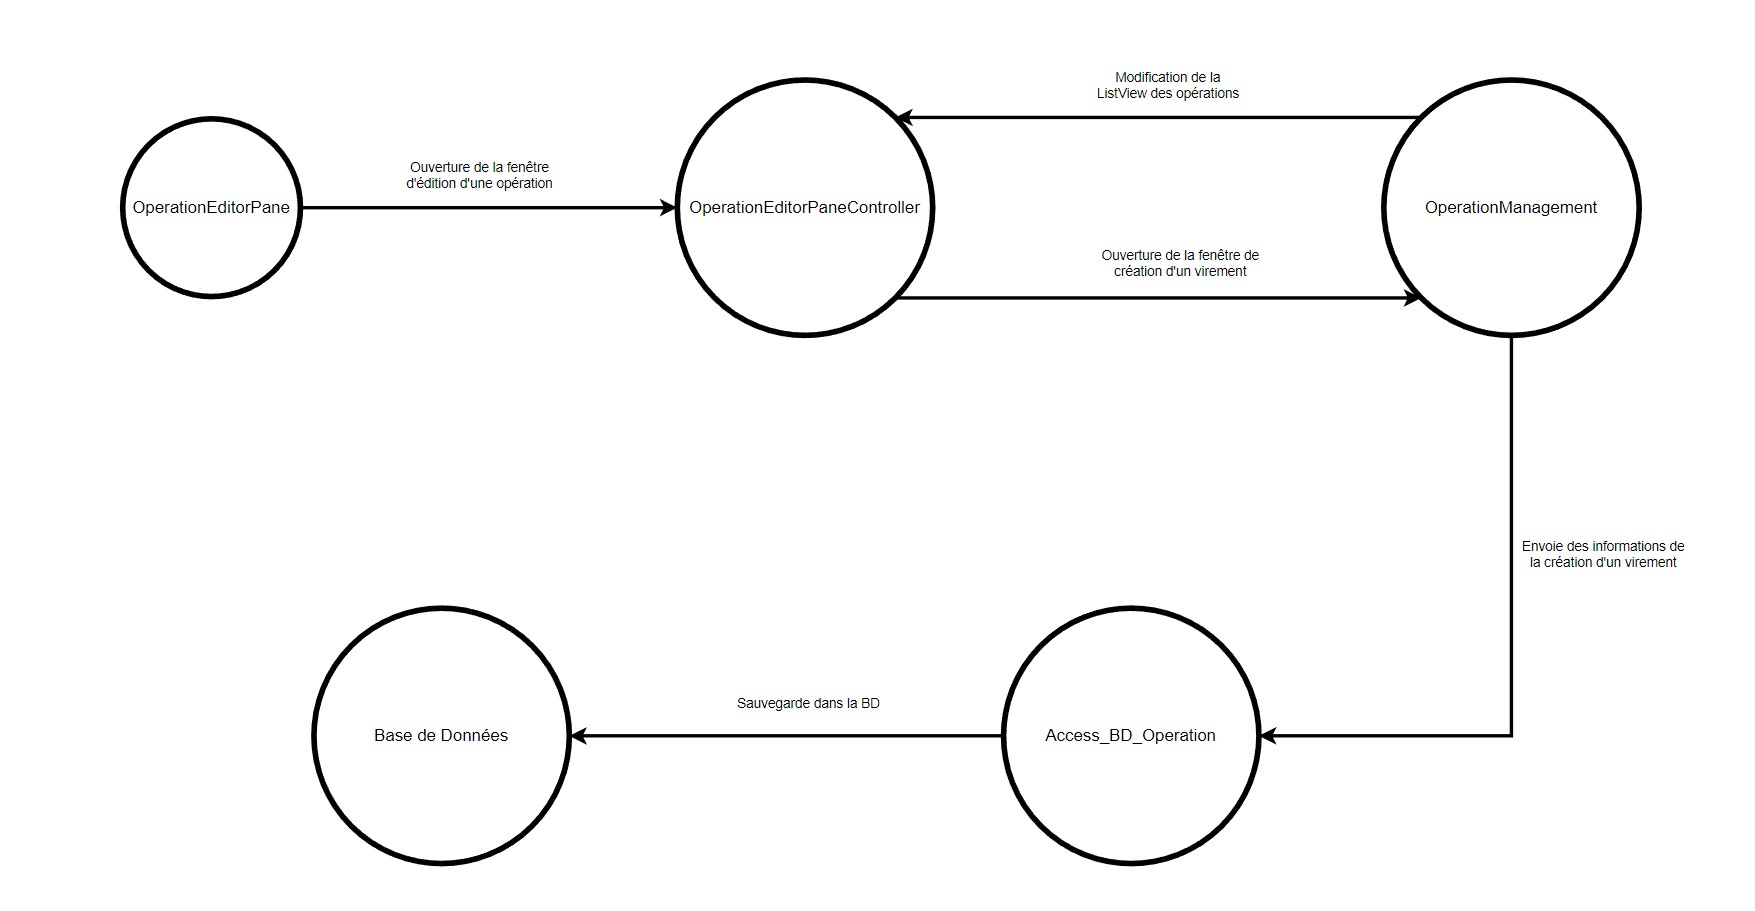 Modification de la
ListView des opérations
Ouverture de la fenêtre
d'édition d'une opération
OperationEditorPane
OperationEditorPaneController
OperationManagement
Ouverture de la fenêtre de
création d'un virement
Envoie des informations de
la création d'un virement
Sauvegarde dans la BD
Base de Données
Access_BD_Operation